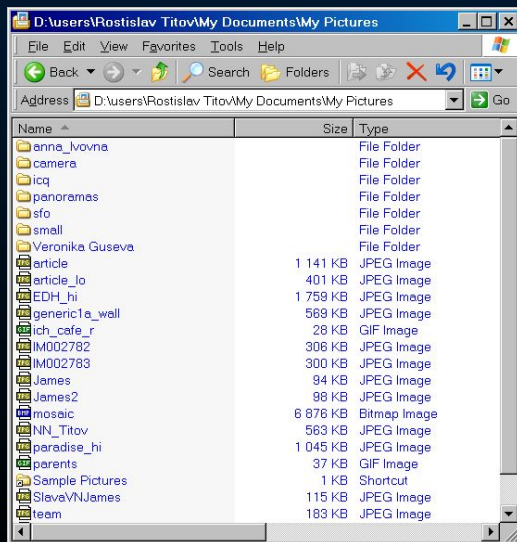 D:\users\Rostislav Titov\My Documents\My Pictures
File Edit View Favorites Tools Help
Back Search Folders
Address D:\users\Rostislav Titov\My Documents\My Pictures Go
Name Size Type
anna_lvovna File Folder
camera File Folder
icq File Folder
panoramas File Folder
sfo File Folder
small File Folder
Veronika Guseva File Folder
article 1 141 KB JPEG Image
article_lo 401 KB JPEG Image
EDH_hi 1 759 KB JPEG Image
generic1a_wall 569 KB JPEG Image
ich_cafe_r 28 KB GIF Image
IM002782 306 KB JPEG Image
IM002783 300 KB JPEG Image
James 94 KB JPEG Image
James2 98 KB JPEG Image
mosaic 6 876 KB Bitmap Image
NN_Titov 563 KB JPEG Image
paradise_hi 1 045 KB JPEG Image
parents 37 KB GIF Image
Sample Pictures 1 KB Shortcut
SlavaVNJames 115 KB JPEG Image
team 183 KB JPEG Image